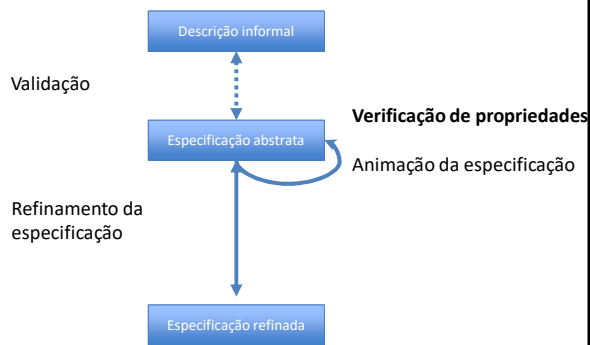 Descrição informal
Validação
Verificação de propriedades
Especificação abstrata
Animação da especificação
Refinamento da
especificação
Especificação refinada